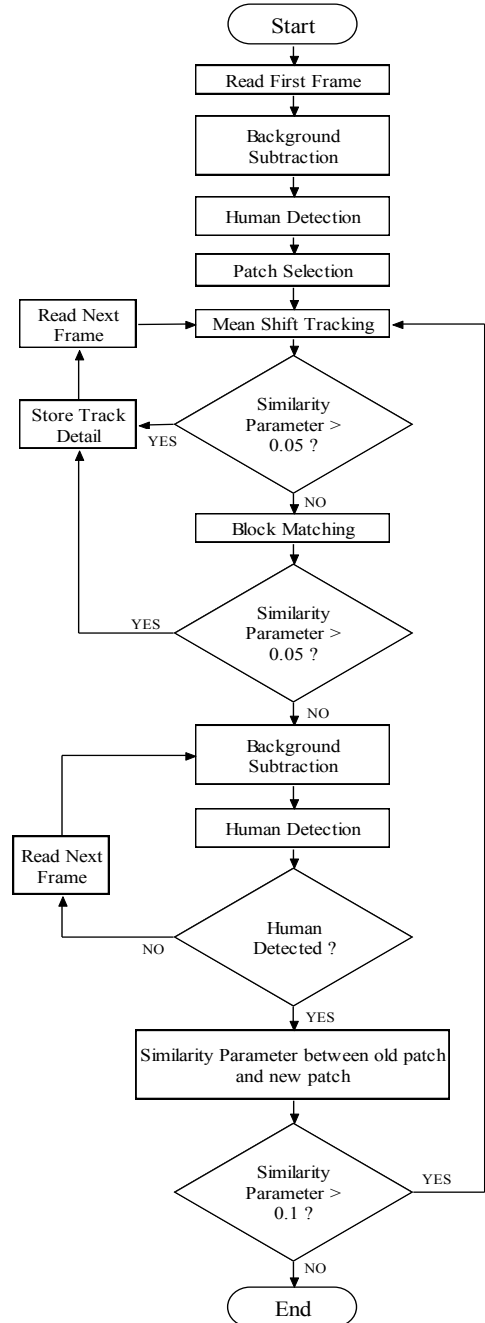 Start
Read First Frame
Background
Subtraction
Human Detection
Patch Selection
Read Next
Frame
Mean Shift Tracking
Store Track
Detail
YES
Similarity
Parameter >
0.05 ?
NO
Block Matching
YES
Similarity
Parameter >
0.05 ?
NO
Background
Subtraction
Human Detection
Read Next
Frame
NO
Human
Detected ?
YES
Similarity Parameter between old patch
and new patch
Similarity
Parameter >
0.1 ?
YES
NO
End